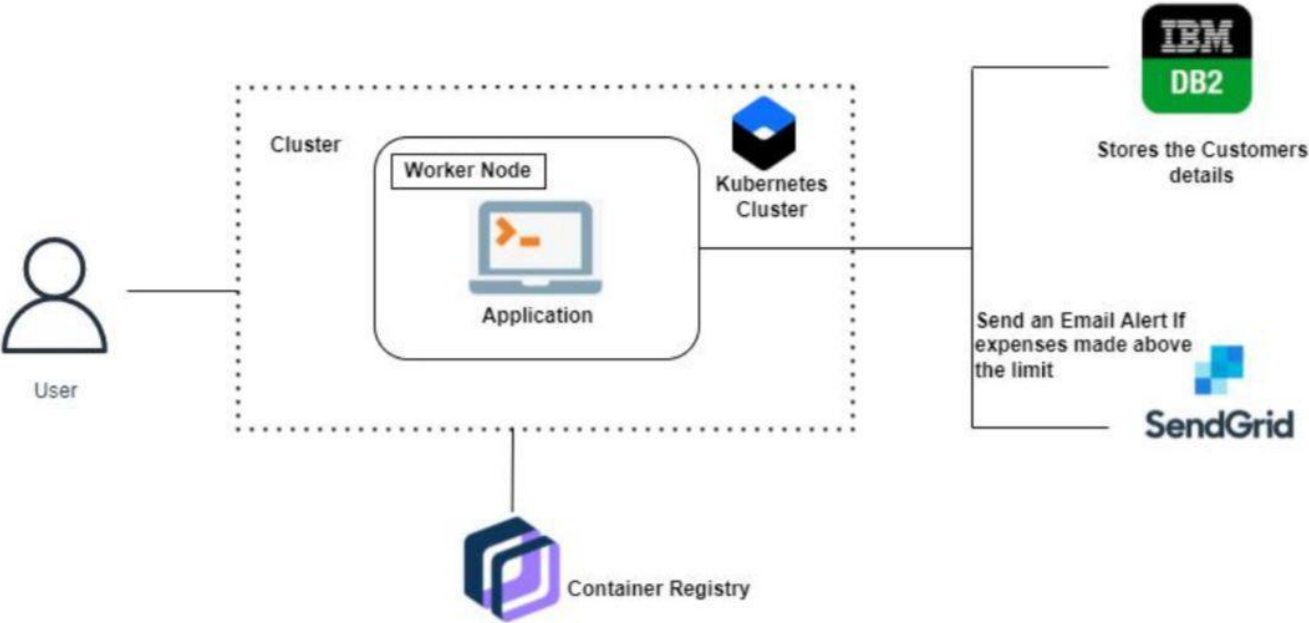 IBM
DB2
Stores the Customers
details
Cluster
Worker Node
Kubernetes
Cluster
Application
User
Send an Email Alert If
expenses made above
the limit
SendGrid
Container Registry